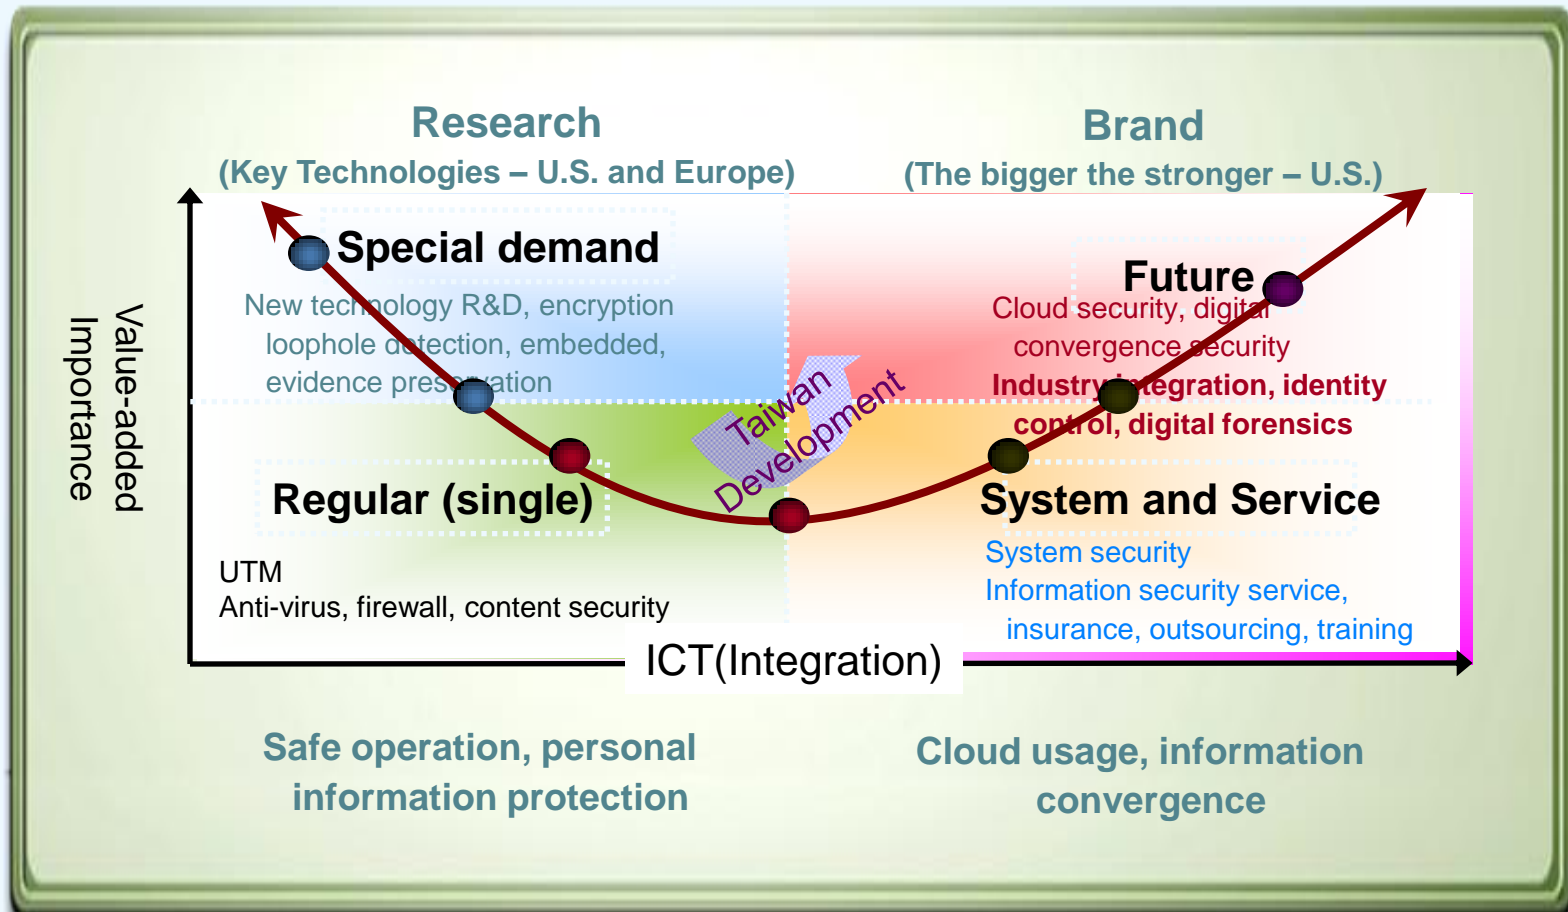 Research
(Key Technologies – U.S. and Europe)
Brand
(The bigger the stronger – U.S.)
Value-added
Importance
Special demand
New technology R&D, encryption
loophole detection, embedded,
evidence preservation
Future
Cloud security, digital
convergence security
Industry integration, identity
control, digital forensics
Taiwan
Development
Regular (single)
UTM
Anti-virus, firewall, content security
System and Service
System security
Information security service,
insurance, outsourcing, training
ICT(Integration)
Safe operation, personal
information protection
Cloud usage, information
convergence